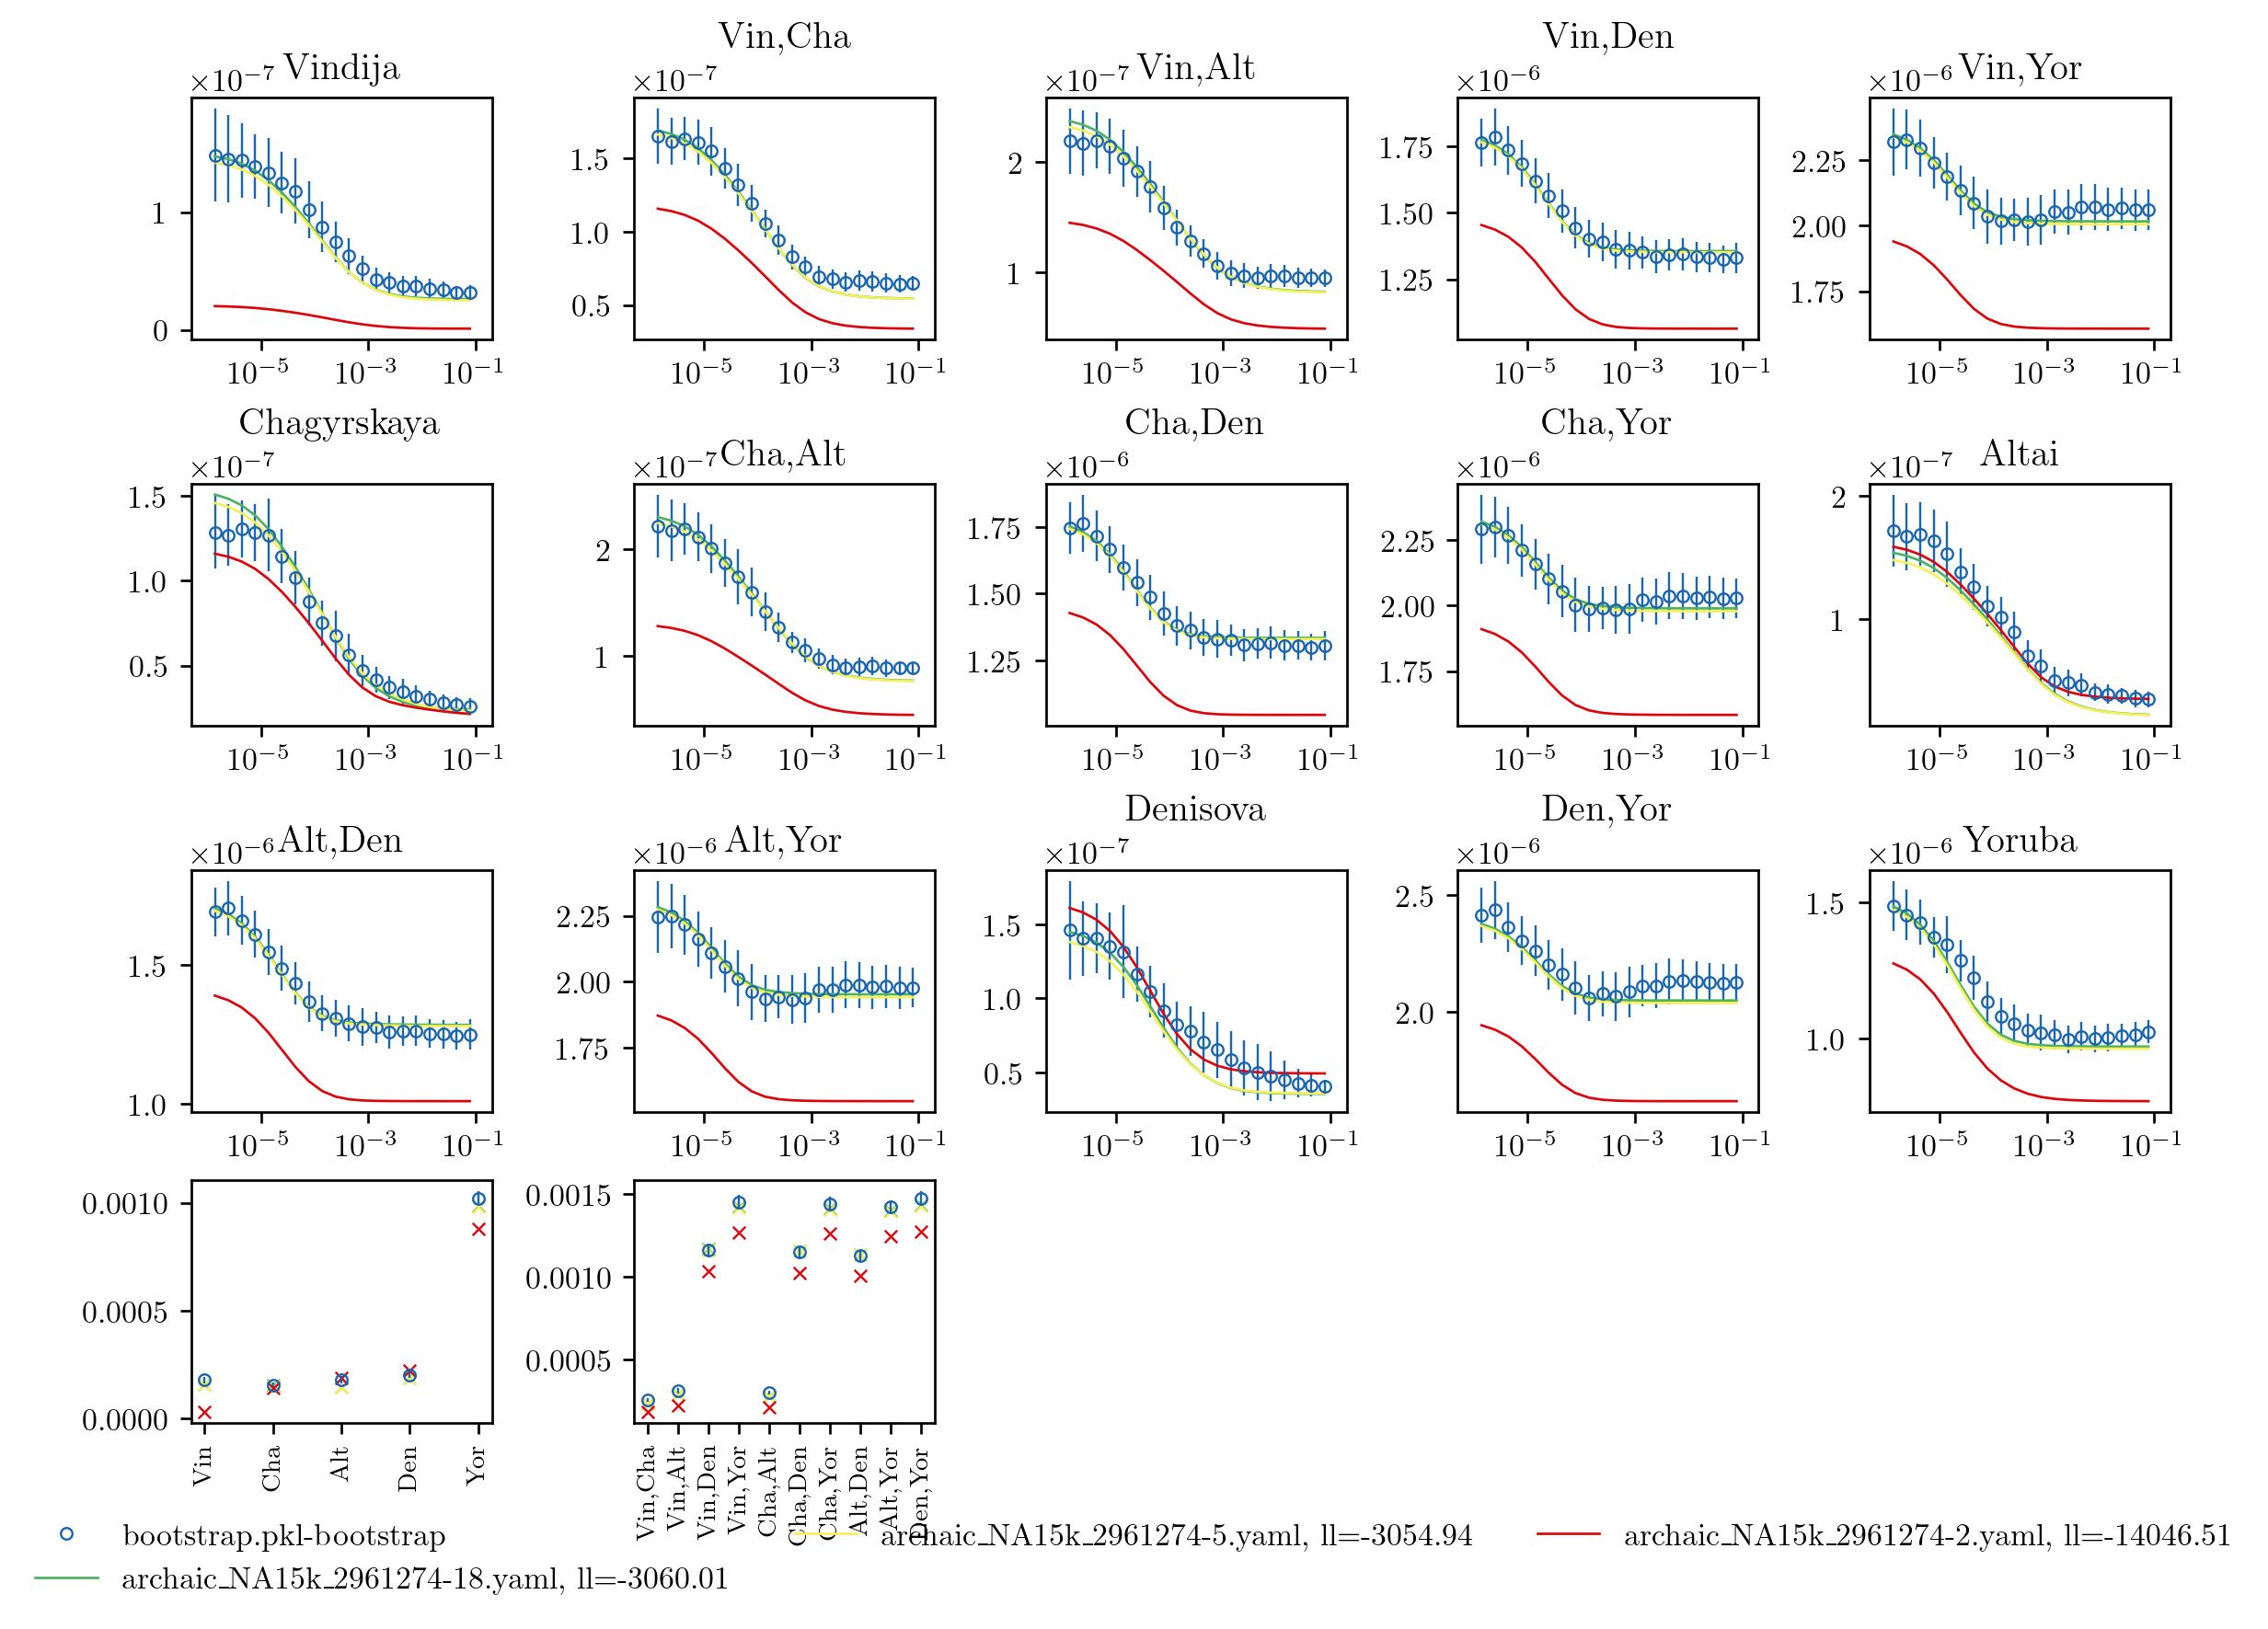 Vindija
×10⁻⁷
1
0
10⁻⁵ 10⁻³ 10⁻¹
Vin,Cha
×10⁻⁷
1.5
1.0
0.5
10⁻⁵ 10⁻³ 10⁻¹
Vin,Alt
×10⁻⁷
2
1
10⁻⁵ 10⁻³ 10⁻¹
Vin,Den
×10⁻⁶
1.75
1.50
1.25
10⁻⁵ 10⁻³ 10⁻¹
Vin,Yor
×10⁻⁶
2.25
2.00
1.75
10⁻⁵ 10⁻³ 10⁻¹
Chagyrskaya
×10⁻⁷
1.5
1.0
0.5
10⁻⁵ 10⁻³ 10⁻¹
Cha,Alt
×10⁻⁷
2
1
10⁻⁵ 10⁻³ 10⁻¹
Cha,Den
×10⁻⁶
1.75
1.50
1.25
10⁻⁵ 10⁻³ 10⁻¹
Cha,Yor
×10⁻⁶
2.25
2.00
1.75
10⁻⁵ 10⁻³ 10⁻¹
Altai
×10⁻⁷
2
1
10⁻⁵ 10⁻³ 10⁻¹
Alt,Den
×10⁻⁶
1.5
1.0
10⁻⁵ 10⁻³ 10⁻¹
Alt,Yor
×10⁻⁶
2.25
2.00
1.75
10⁻⁵ 10⁻³ 10⁻¹
Denisova
×10⁻⁷
1.5
1.0
0.5
10⁻⁵ 10⁻³ 10⁻¹
Den,Yor
×10⁻⁶
2.5
2.0
10⁻⁵ 10⁻³ 10⁻¹
Yoruba
×10⁻⁶
1.5
1.0
10⁻⁵ 10⁻³ 10⁻¹
0.0010
0.0005
0.0000
Vin
Cha
Alt
Den
Yor
0.0015
0.0010
0.0005
Vin,Cha
Vin,Alt
Vin,Den
Vin,Yor
Cha,Alt
Cha,Den
Cha,Yor
Alt,Den
Alt,Yor
Den,Yor
bootstrap.pkl-bootstrap
archaic_NA15k_2961274-18.yaml, ll=-3060.01
archaic_NA15k_2961274-5.yaml, ll=-3054.94
archaic_NA15k_2961274-2.yaml, ll=-14046.51